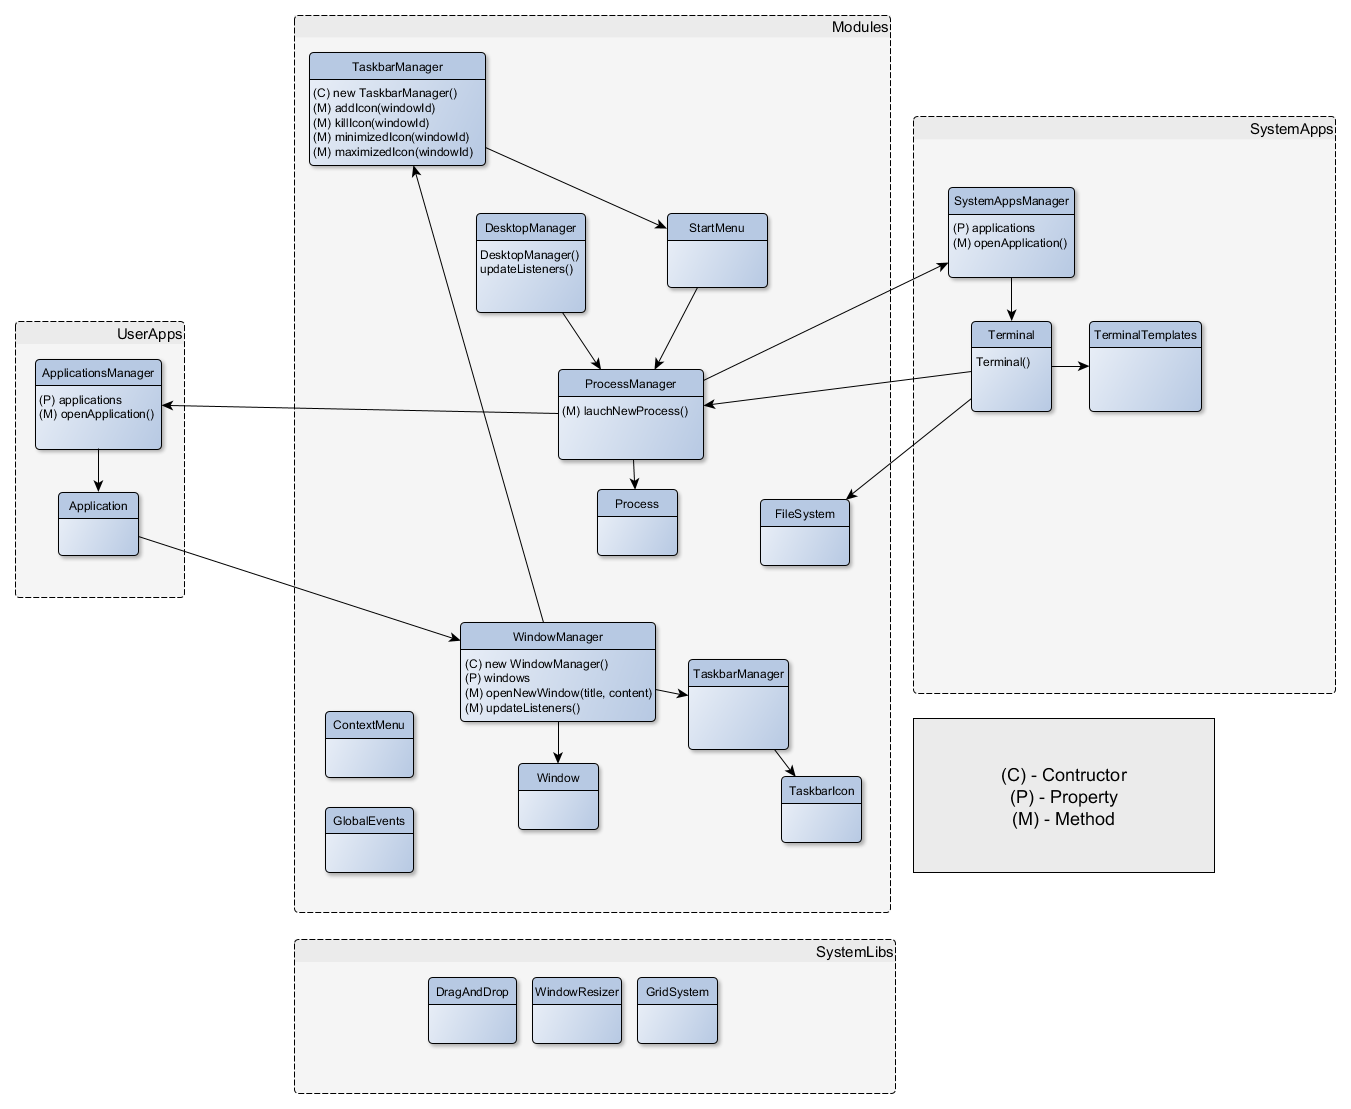 Modules
TaskbarManager
(C) new TaskbarManager()
(M) addIcon(windowId)
(M) killIcon(windowId)
(M) minimizedIcon(windowId)
(M) maximizedIcon(windowId)
DesktopManager
DesktopManager()
updateListeners()
StartMenu
ProcessManager
(M) lauchNewProcess()
Process
FileSystem
WindowManager
(C) new WindowManager()
(P) windows
(M) openNewWindow(title, content)
(M) updateListeners()
TaskbarManager
TaskbarIcon
Window
ContextMenu
GlobalEvents
UserApps
ApplicationsManager
(P) applications
(M) openApplication()
Application
SystemApps
SystemAppsManager
(P) applications
(M) openApplication()
Terminal
Terminal()
TerminalTemplates
(C) - Contructor
(P) - Property
(M) - Method
SystemLibs
DragAndDrop
WindowResizer
GridSystem